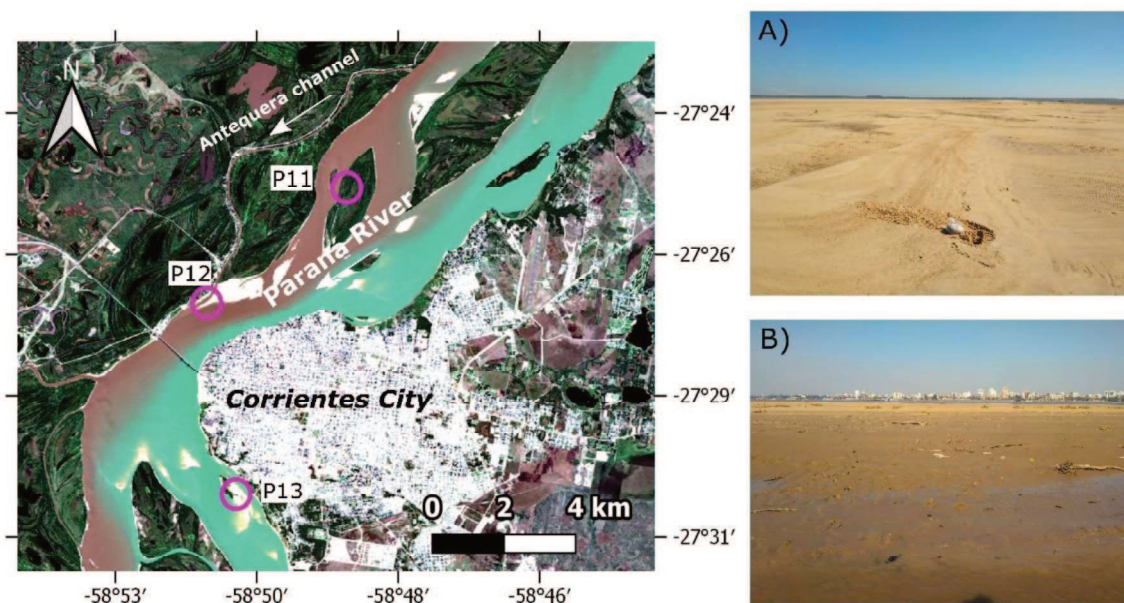 A)
N
Antequera channel
-27°24′
P11
Parana River
-27°26′
P12
B)
-27°29′
Corrientes City
P13
0 2 4 km
-27°31′
-58°53′ -58°50′ -58°48′ -58°46′